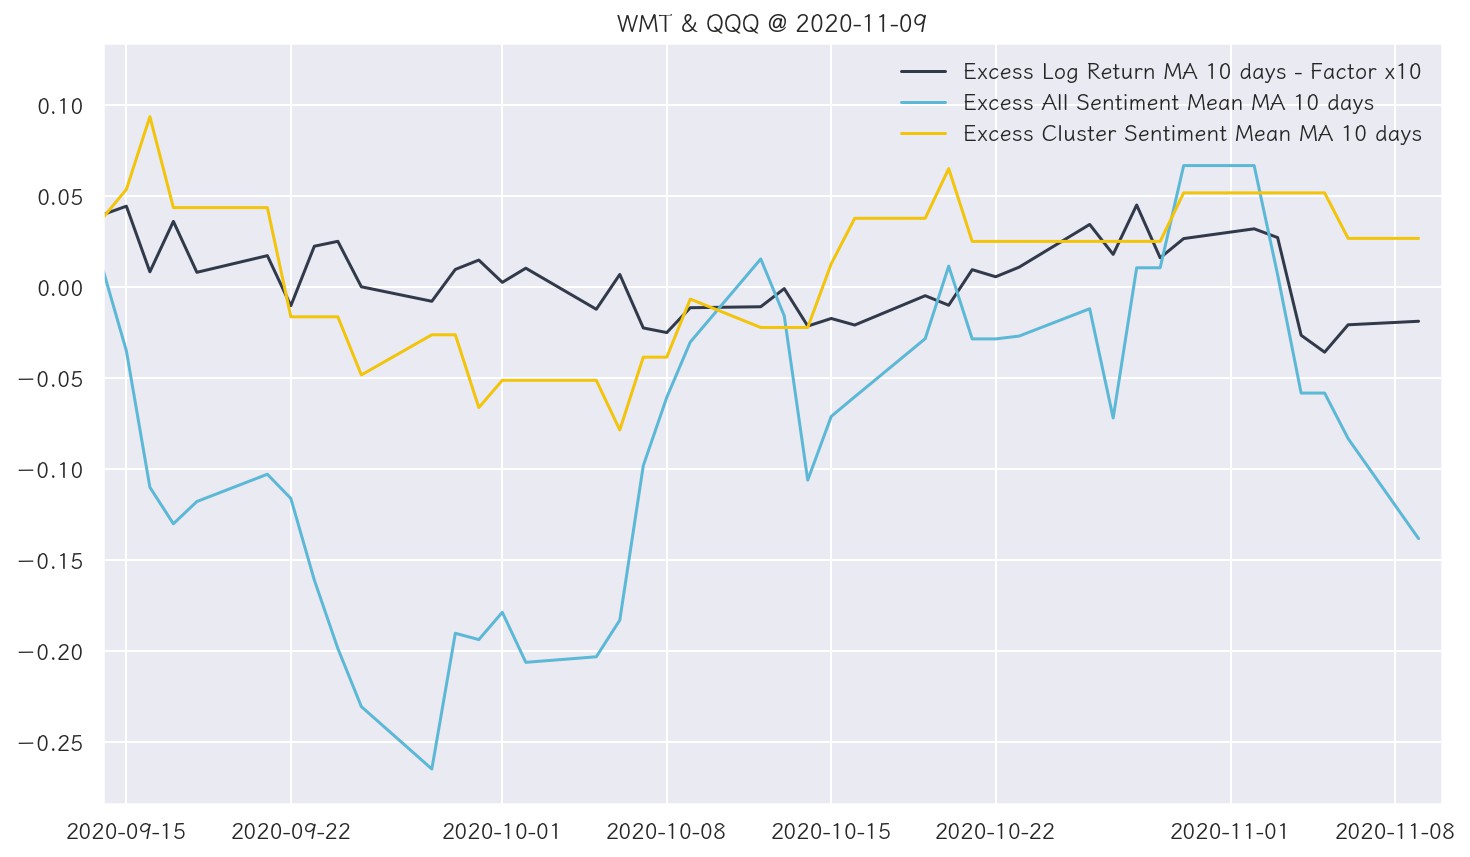 WMT & QQQ @ 2020-11-09
Excess Log Return MA 10 days - Factor x10
Excess All Sentiment Mean MA 10 days
Excess Cluster Sentiment Mean MA 10 days
0.10
0.05
0.00
−0.05
−0.10
−0.15
−0.20
−0.25
2020-09-15 2020-09-22 2020-10-01 2020-10-08 2020-10-15 2020-10-22 2020-11-01 2020-11-08